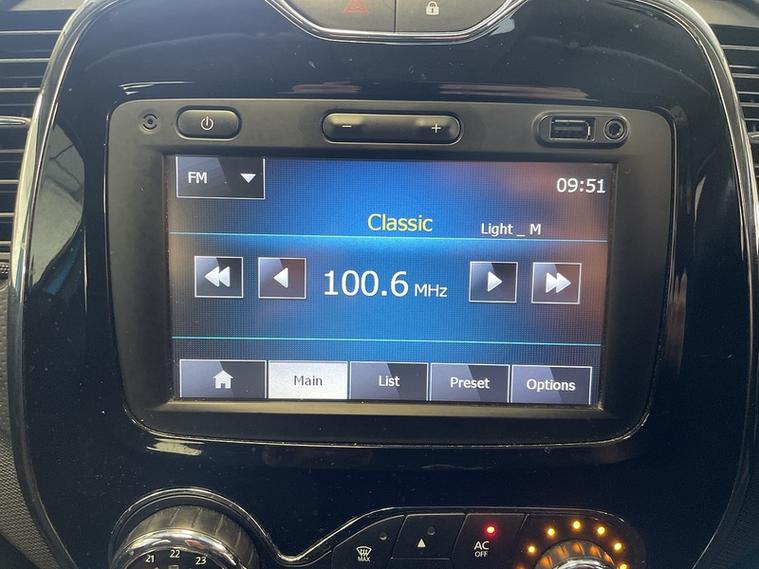 FM
09:51
Classic
Light _ M
100.6 MHz
Main
List
Preset
Options
21 22 23
MAX
AC
OFF